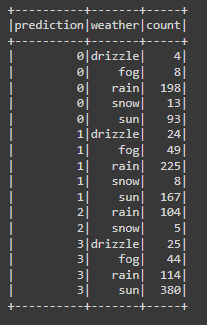 +----------+-------+-----+
|prediction|weather|count|
+----------+-------+-----+
|         0|drizzle|    4|
|         0|    fog|    8|
|         0|   rain|  198|
|         0|   snow|   13|
|         0|    sun|   93|
|         1|drizzle|   24|
|         1|    fog|   49|
|         1|   rain|  225|
|         1|   snow|    8|
|         1|    sun|  167|
|         2|   rain|  104|
|         2|   snow|    5|
|         3|drizzle|   25|
|         3|    fog|   44|
|         3|   rain|  114|
|         3|    sun|  380|
+----------+-------+-----+